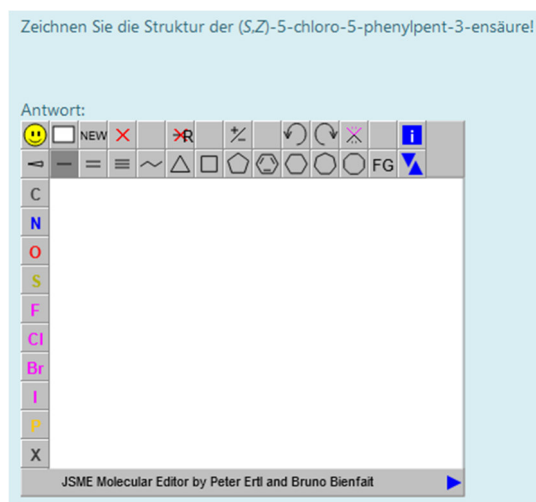 Zeichnen Sie die Struktur der (S,Z)-5-chloro-5-phenylpent-3-ensäure!
Antwort:
NEW R +/- i
FG
C
N
O
S
F
Cl
Br
I
P
X
JSME Molecular Editor by Peter Ertl and Bruno Bienfait